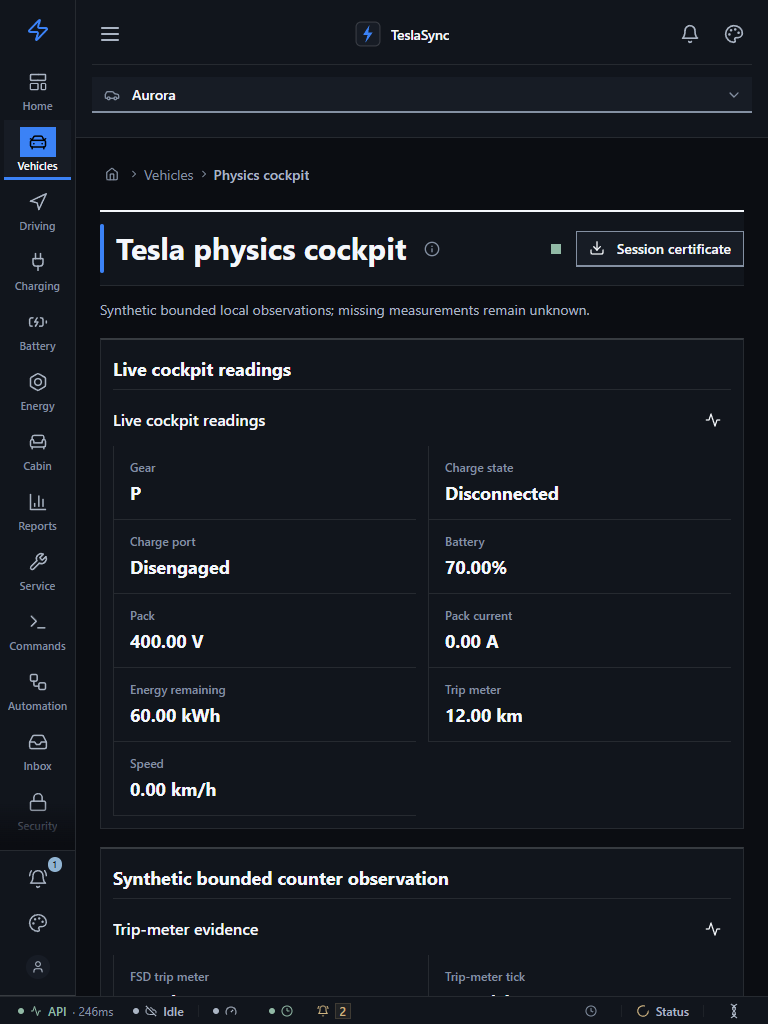 TeslaSync
Aurora
Home
Vehicles
Driving
Charging
Battery
Energy
Cabin
Reports
Service
Commands
Automation
Inbox
Security
1
Vehicles
Physics cockpit
Tesla physics cockpit
Session certificate
Synthetic bounded local observations; missing measurements remain unknown.
Live cockpit readings
Live cockpit readings
Gear
P
Charge state
Disconnected
Charge port
Disengaged
Battery
70.00%
Pack
400.00 V
Pack current
0.00 A
Energy remaining
60.00 kWh
Trip meter
12.00 km
Speed
0.00 km/h
Synthetic bounded counter observation
Trip-meter evidence
FSD trip meter
Trip-meter tick
API · 246ms
Idle
2
Status